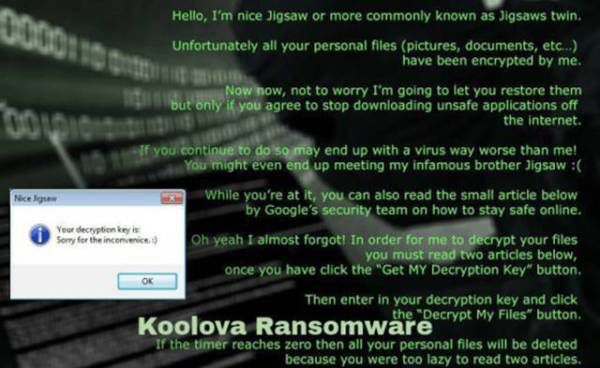 Hello, I'm nice Jigsaw or more commonly known as Jigsaws twin.
Unfortunately all your personal files (pictures, documents, etc...)
have been encrypted by me.
Now now, not to worry I'm going to let you restore them
but only if you agree to stop downloading unsafe applications off
the internet.
If you continue to do so may end up with a virus way worse than me!
You might even end up meeting my infamous brother Jigsaw :(
While you're at it, you can also read the small article below
by Google's security team on how to stay safe online.
Oh yeah I almost forgot! In order for me to decrypt your files
you must read two articles below,
once you have click the "Get MY Decryption Key" button.
Then enter in your decryption key and click
the "Decrypt My Files" button.
Koolova Ransomware
If the timer reaches zero then all your personal files will be deleted
because you were too lazy to read two articles.
Nice Jigsaw
Your decryption key is:
Sorry for the inconvenice. :)
OK